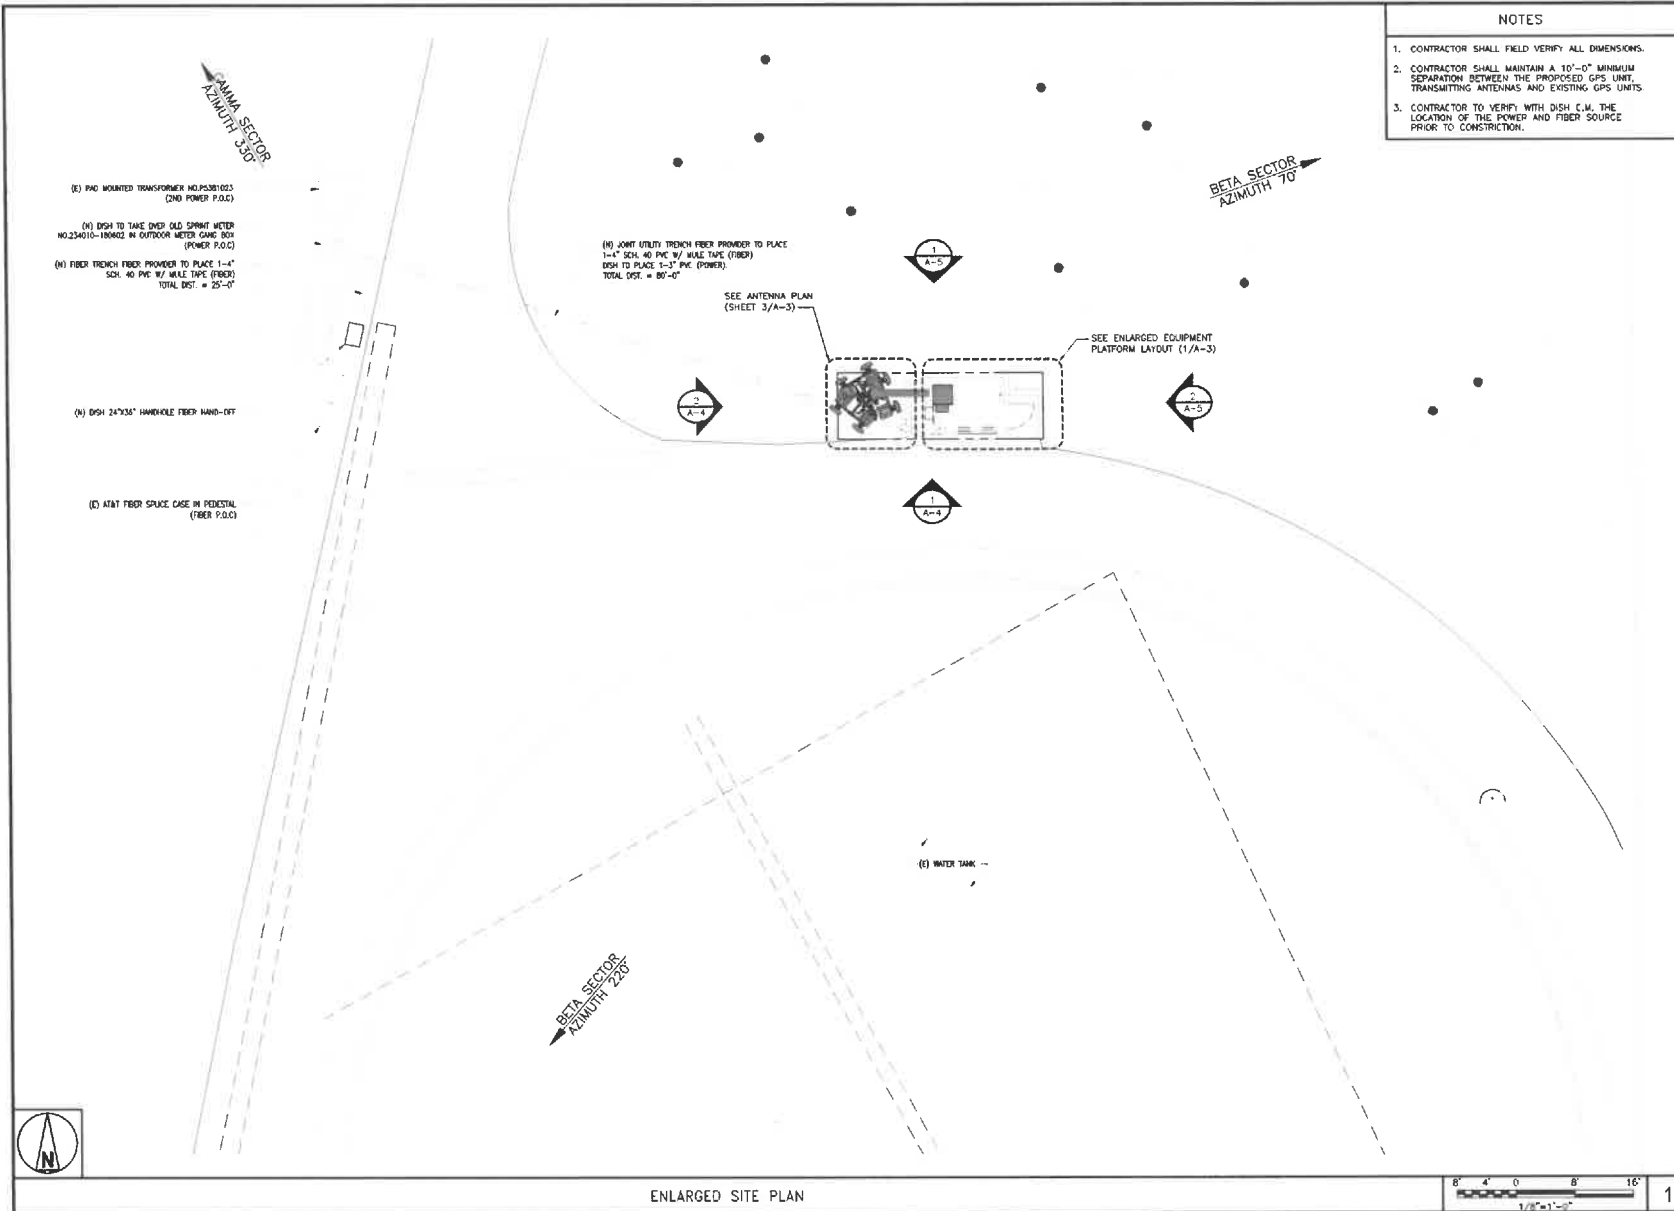 NOTES
1. CONTRACTOR SHALL FIELD VERIFY ALL DIMENSIONS.
2. CONTRACTOR SHALL MAINTAIN A 10'-0" MINIMUM
SEPARATION BETWEEN THE PROPOSED GPS UNIT,
TRANSMITTING ANTENNAS AND EXISTING GPS UNITS
3. CONTRACTOR TO VERIFY WITH DISH C.M. THE
LOCATION OF THE POWER AND FIBER SOURCE
PRIOR TO CONSTRICTION.
GAMMA SECTOR
AZIMUTH 330°
BETA SECTOR
AZIMUTH 70°
(E) PAD MOUNTED TRANSFORMER NO.P5381023
(2ND POWER P.O.C)
(N) DISH TO TAKE OVER OLD SPRINT METER
NO.234010-180602 IN OUTDOOR METER GANG BOX
(POWER P.O.C)
(N) FIBER TRENCH FIBER PROVIDER TO PLACE 1-4"
SCH. 40 PVC W/ MULE TAPE (FIBER)
TOTAL DIST. = 25'-0"
(N) JOINT UTILITY TRENCH FIBER PROVIDER TO PLACE
1-4" SCH. 40 PVC W/ MULE TAPE (FIBER)
DISH TO PLACE 1-3" PVC (POWER).
TOTAL DIST. = 80'-0"
1
A-5
SEE ANTENNA PLAN
(SHEET 3/A-3)
SEE ENLARGED EQUIPMENT
PLATFORM LAYOUT (1/A-3)
2
A-4
2
A-5
(N) DISH 24"X36" HANDHOLE FIBER HAND-OFF
1
A-4
(E) AT&T FIBER SPLICE CASE IN PEDESTAL
(FIBER P.O.C)
(E) WATER TANK
BETA SECTOR
AZIMUTH 220°
N
ENLARGED SITE PLAN
8' 4' 0 8' 16'
1/8"=1'-0"
1